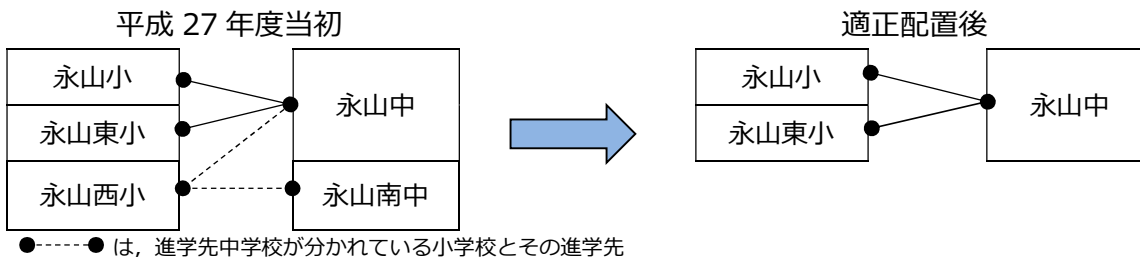 平成 27 年度当初
適正配置後
永山小
永山東小
永山西小
永山中
永山南中
永山小
永山東小
永山中
は，進学先中学校が分かれている小学校とその進学先